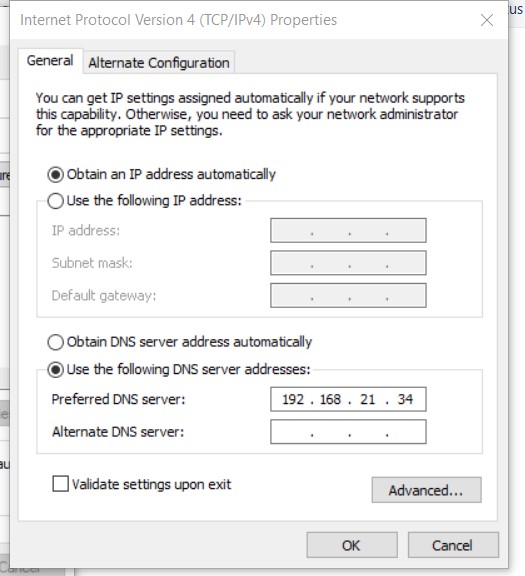 Internet Protocol Version 4 (TCP/IPv4) Properties
General
Alternate Configuration
You can get IP settings assigned automatically if your network supports
this capability. Otherwise, you need to ask your network administrator
for the appropriate IP settings.
Obtain an IP address automatically
Use the following IP address:
IP address:
. . .
Subnet mask:
. . .
Default gateway:
. . .
Obtain DNS server address automatically
Use the following DNS server addresses:
Preferred DNS server:
192 . 168 . 21 . 34
Alternate DNS server:
. . .
Validate settings upon exit
Advanced...
OK
Cancel